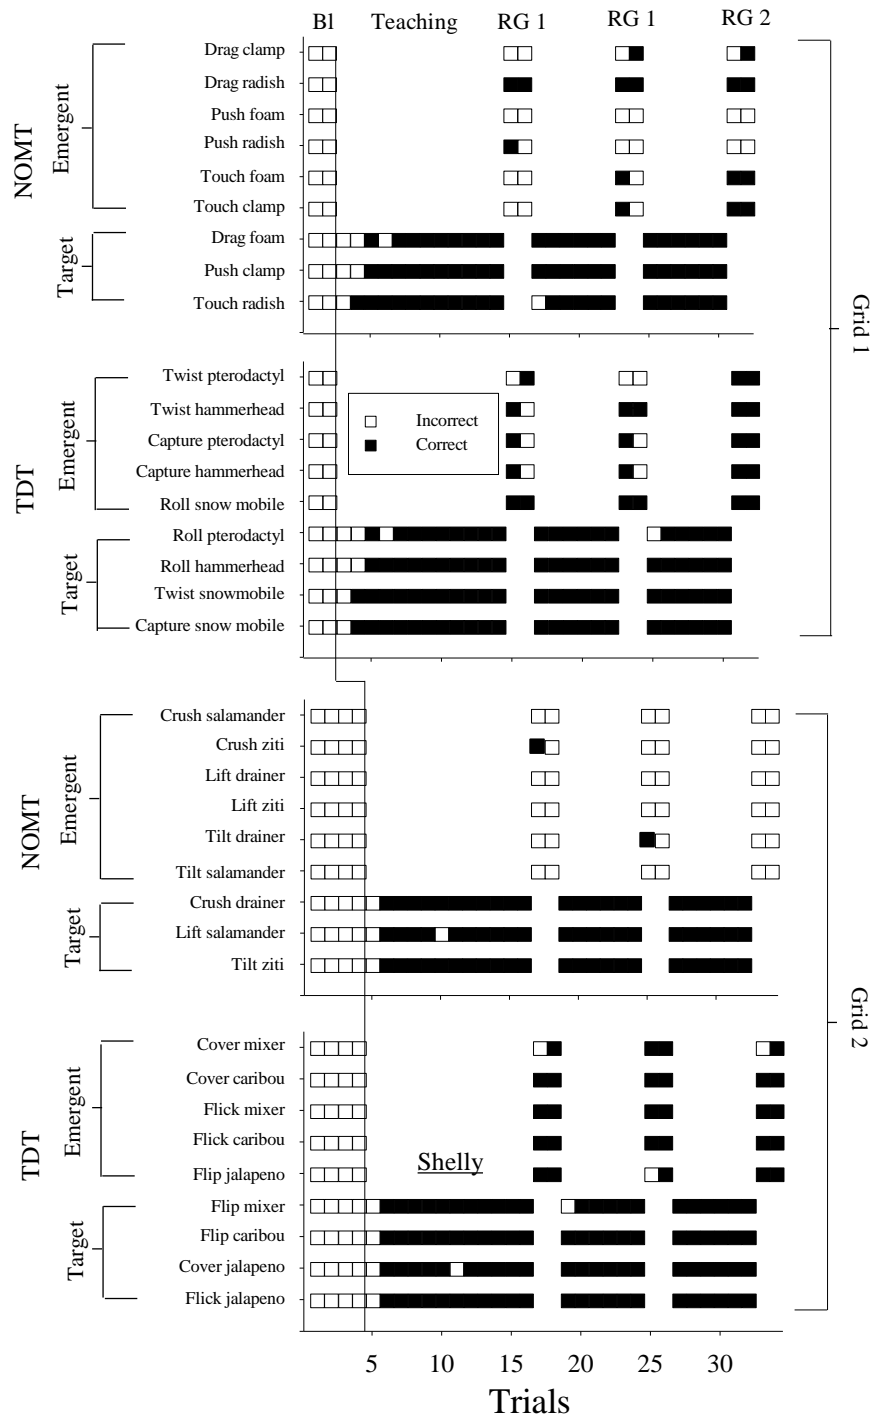 Bl Teaching RG 1 RG 1 RG 2
NOMT
Emergent
Drag clamp
Drag radish
Push foam
Push radish
Touch foam
Touch clamp
Target
Drag foam
Push clamp
Touch radish
Grid 1
TDT
Emergent
Twist pterodactyl
Twist hammerhead
Capture pterodactyl
Capture hammerhead
Roll snow mobile
Incorrect
Correct
Target
Roll pterodactyl
Roll hammerhead
Twist snowmobile
Capture snow mobile
NOMT
Emergent
Crush salamander
Crush ziti
Lift drainer
Lift ziti
Tilt drainer
Tilt salamander
Target
Crush drainer
Lift salamander
Tilt ziti
Grid 2
TDT
Emergent
Cover mixer
Cover caribou
Flick mixer
Flick caribou
Flip jalapeno
Shelly
Target
Flip mixer
Flip caribou
Cover jalapeno
Flick jalapeno
5 10 15 20 25 30
Trials